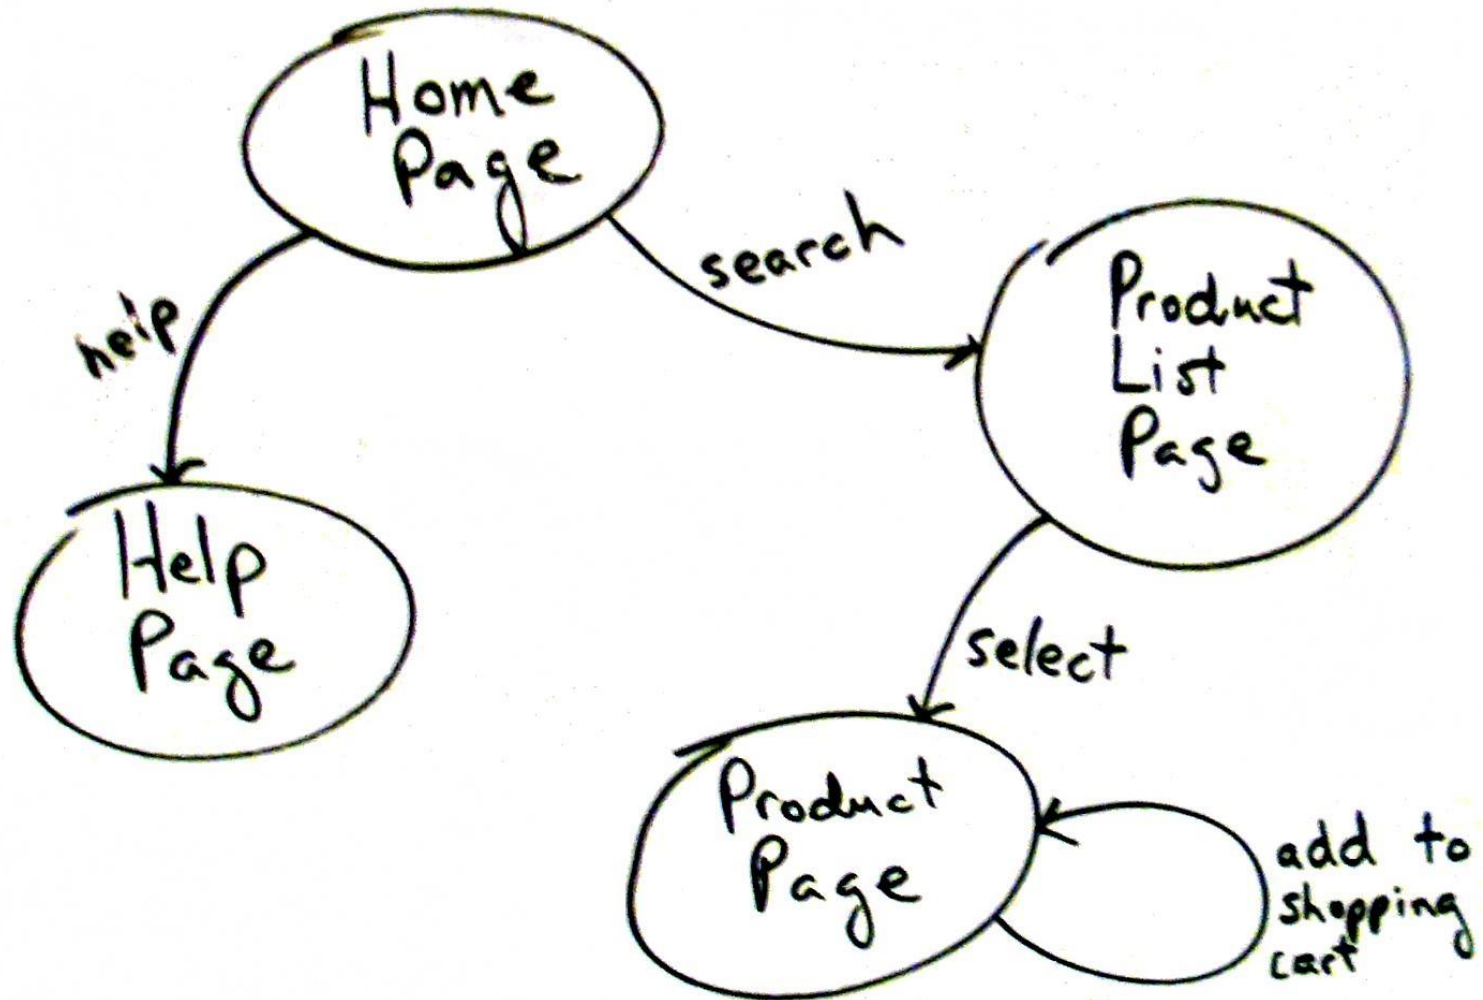 Home
Page
search
help
Product
List
Page
Help
Page
select
Product
Page
add to
shopping
cart